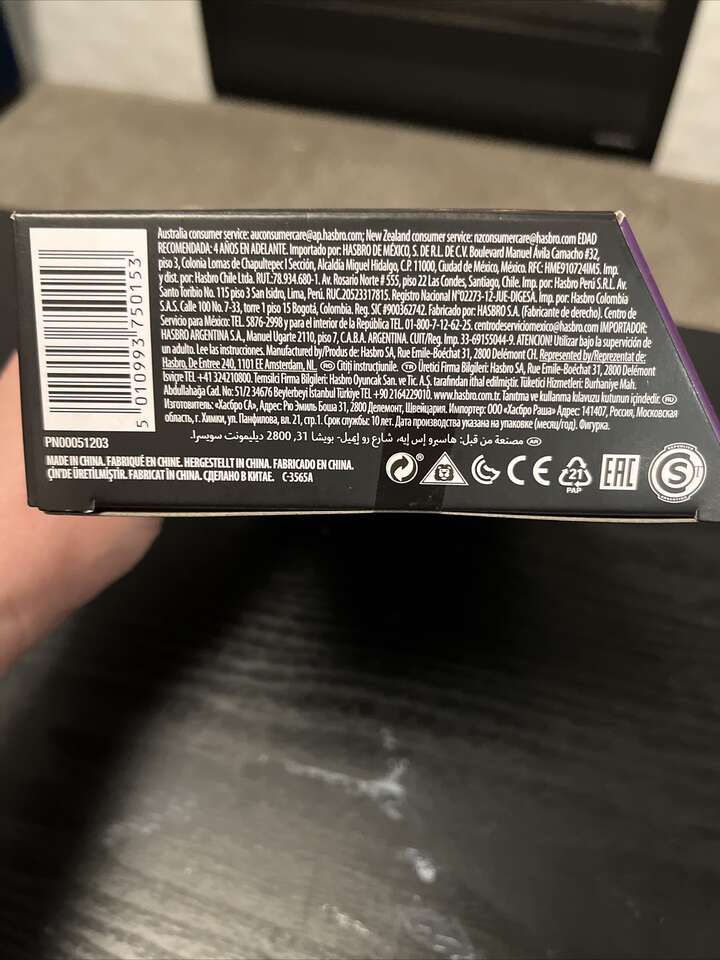 Australia consumer service: auconsumercare@ap.hasbro.com; New Zealand consumer service: nzconsumercare@hasbro.com EDAD
RECOMENDADA: 4 AÑOS EN ADELANTE. Importado por: HASBRO DE MÉXICO, S. DE R.L. DE C.V. Boulevard Manuel Ávila Camacho #32,
piso 3, Colonia Lomas de Chapultepec I Sección, Alcaldía Miguel Hidalgo, C.P. 11000, Ciudad de México, México. RFC: HME910724IM5. Imp.
y dist. por: Hasbro Chile Ltda. RUT:78.934.680-1. Av. Rosario Norte # 555, piso 22 Las Condes, Santiago, Chile. Imp. por: Hasbro Perú S.R.L. Av.
Santo Toribio No. 115 piso 3 San Isidro, Lima, Perú. RUC.20523317815. Registro Nacional N°02273-12-JUE-DIGESA. Imp. por: Hasbro Colombia
S.A.S. Calle 100 No. 7-33, torre 1 piso 15 Bogotá, Colombia. Reg. SIC #900362742. Fabricado por: HASBRO S.A. (Fabricante de derecho). Centro de
Servicio para México: TEL. 5876-2998 y para el interior de la República TEL. 01-800-7-12-62-25. centrodeserviciomexico@hasbro.com IMPORTADOR:
HASBRO ARGENTINA S.A., Manuel Ugarte 2110, piso 7, C.A.B.A. ARGENTINA. CUIT/Reg. Imp. 33-69155044-9. ATENCION! Utilizar bajo la supervición de
un adulto. Lee las instrucciones. Manufactured by/Produs de: Hasbro SA, Rue Emile-Boéchat 31, 2800 Delémont CH. Represented by/Reprezentat de:
Hasbro, De Entree 240, 1101 EE Amsterdam, NL. RO Citiți instrucțiunile. TR Üretici Firma Bilgileri: Hasbro SA, Rue Emile-Boéchat 31, 2800 Delémont
İsviçre TEL +41 324210800. Temsilci Firma Bilgileri: Hasbro Oyuncak San. ve Tic. A.Ş. tarafından ithal edilmiştir. Tüketici Hizmetleri: Burhaniye Mah.
Abdullahağa Cad. No: 51/2 34676 Beylerbeyi İstanbul Türkiye TEL +90 2164229010. www.hasbro.com.tr. Tanıtma ve kullanma kılavuzu kutunun içindedir. RU
Изготовитель: «Хасбро СА» Адрес: Рю Эмиль Боша 31, 2800 Делемонт, Швейцария. Импортер: ООО «Хасбро Раша» Адрес: 141407, Россия, Московская
область, г. Химки, ул. Панфилова, вл. 21, стр. 1. Срок службы: 10 лет. Дата производства указана на упаковке (месяц/год). Фигурка.
AR مصنعة من قبل: هاسبرو إس إيه، شارع رو إميل- بويشا 31, 2800 ديليمونت سويسرا.
5 010993 750153
PN00051203
MADE IN CHINA. FABRIQUÉ EN CHINE. HERGESTELLT IN CHINA. FABRICADO EN CHINA.
ÇİN'DE ÜRETİLMİŞTİR. FABRICAT ÎN CHINA. СДЕЛАНО В КИТАЕ. C-3565A
CE
21
PAP
EAC
S